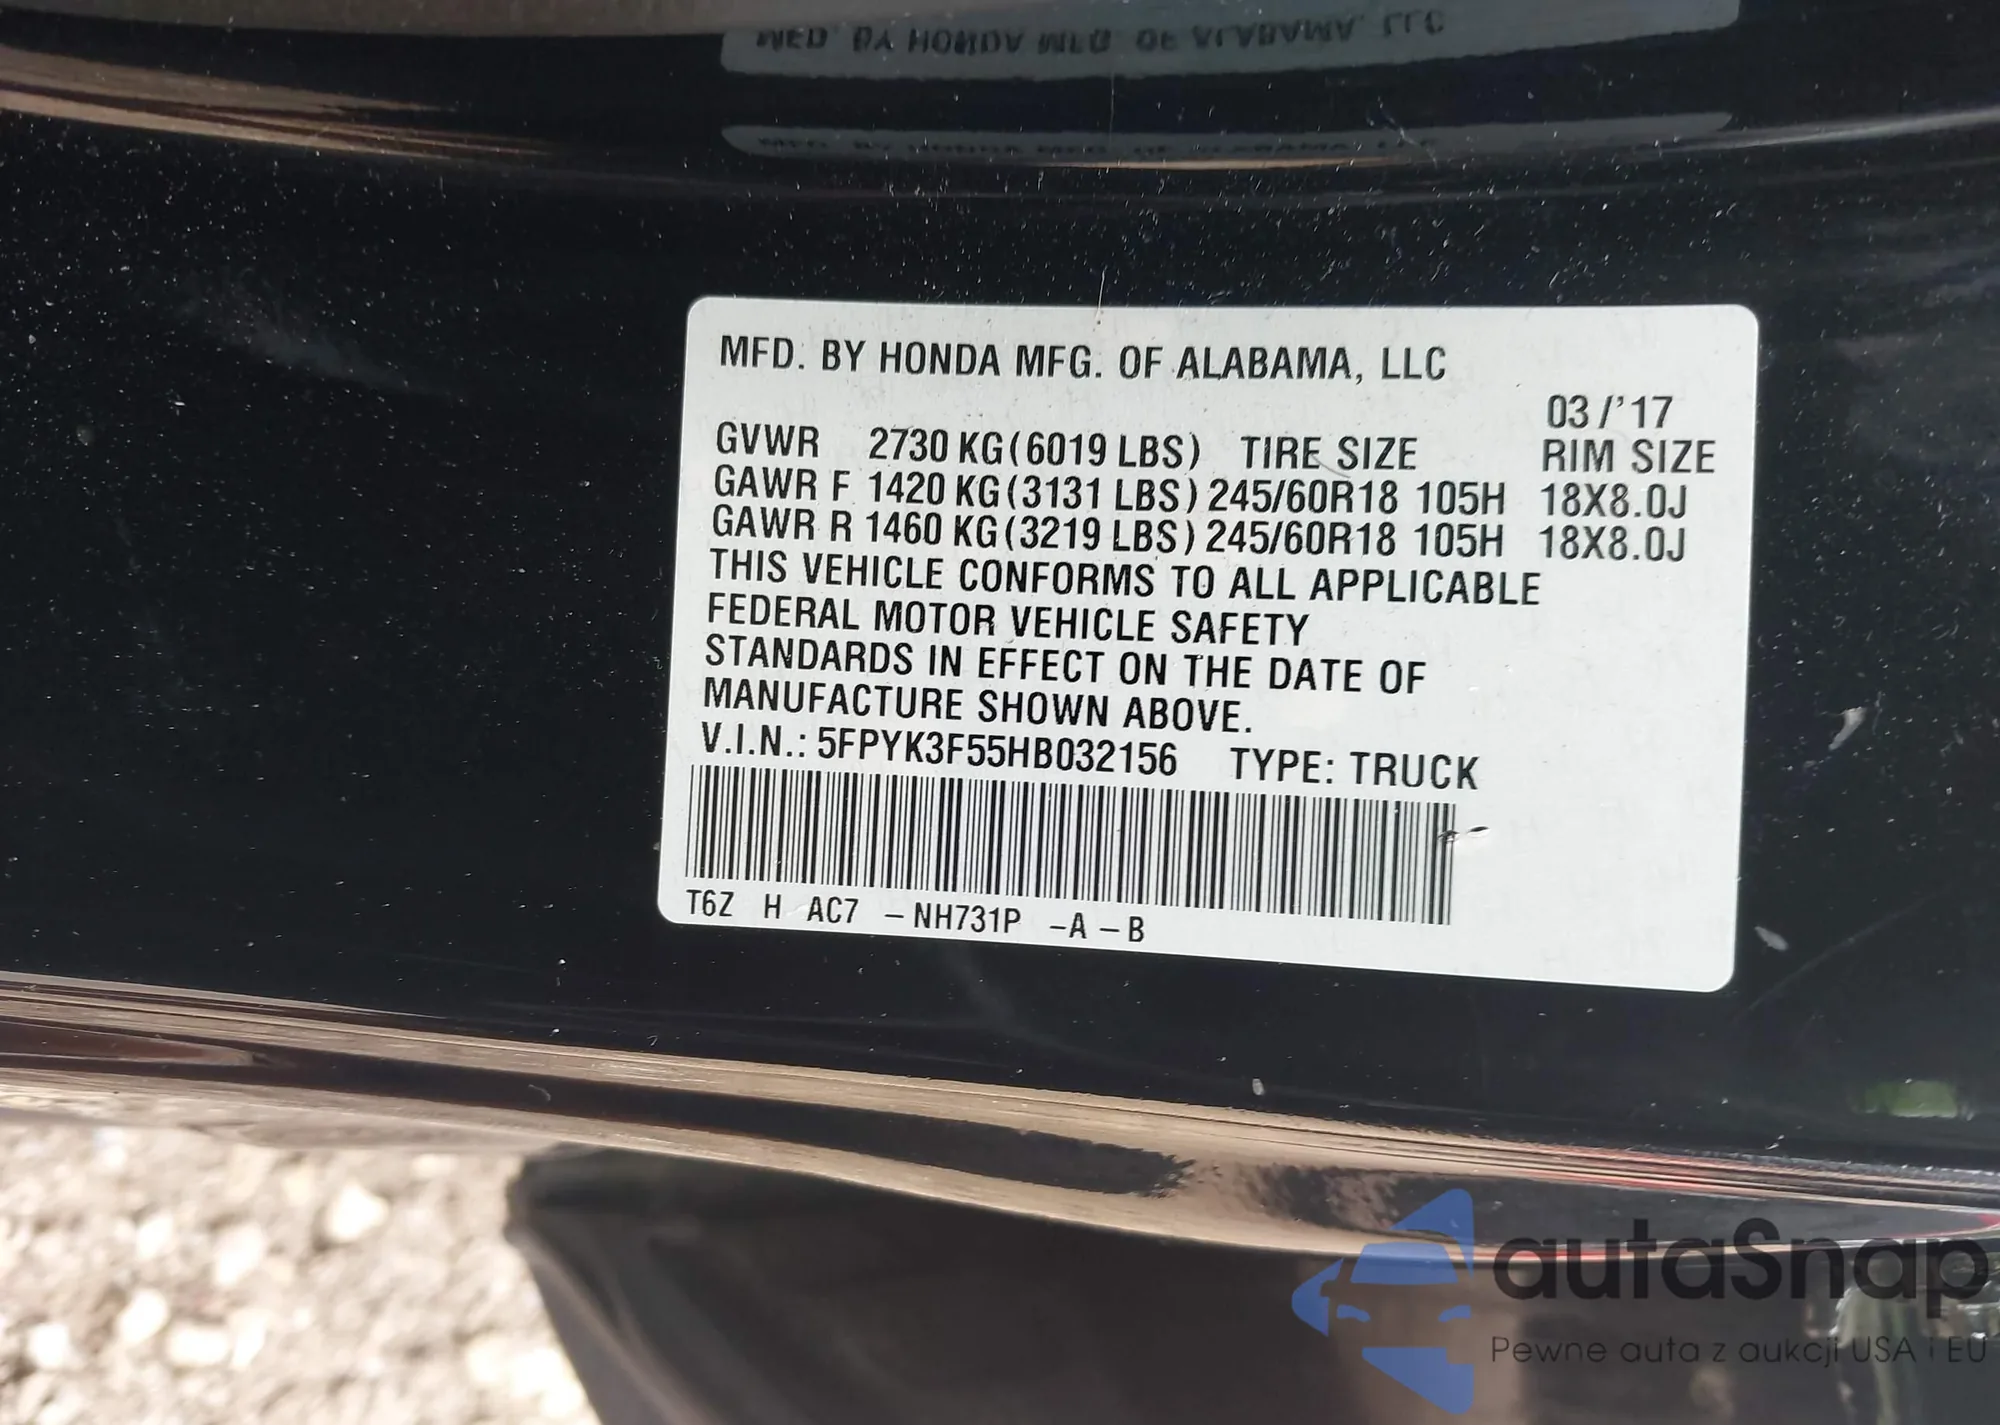 MFD. BY HONDA MFG. OF ALABAMA, LLC
03/'17
GVWR 2730 KG(6019 LBS) TIRE SIZE RIM SIZE
GAWR F 1420 KG(3131 LBS) 245/60R18 105H 18X8.0J
GAWR R 1460 KG(3219 LBS) 245/60R18 105H 18X8.0J
THIS VEHICLE CONFORMS TO ALL APPLICABLE
FEDERAL MOTOR VEHICLE SAFETY
STANDARDS IN EFFECT ON THE DATE OF
MANUFACTURE SHOWN ABOVE.
V.I.N.: 5FPYK3F55HB032156 TYPE: TRUCK
T6Z H AC7 -NH731P -A-B
autaSnap
Pewne auta z aukcji USA i EU